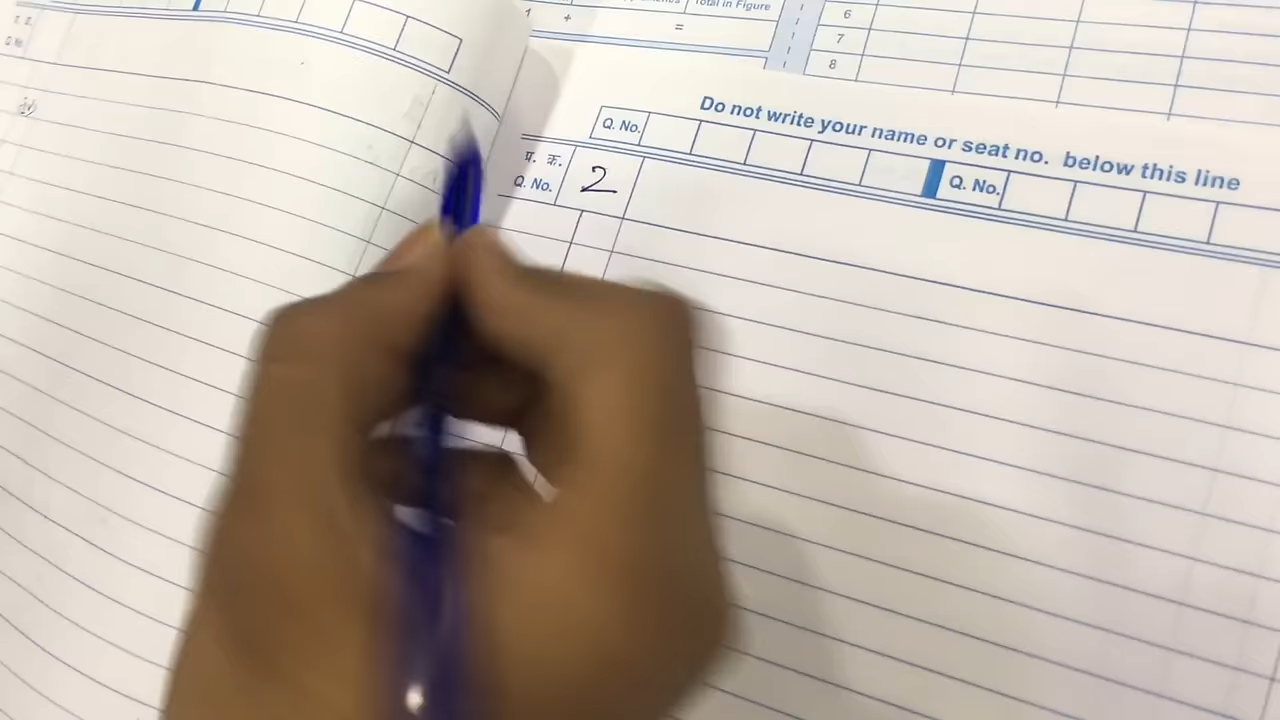 Total in Figure
1 + =
6
7
8
Do not write your name or seat no. below this line
Q. No.
Q. No.
प्र. क्र.
Q. No. 2
Q. No.